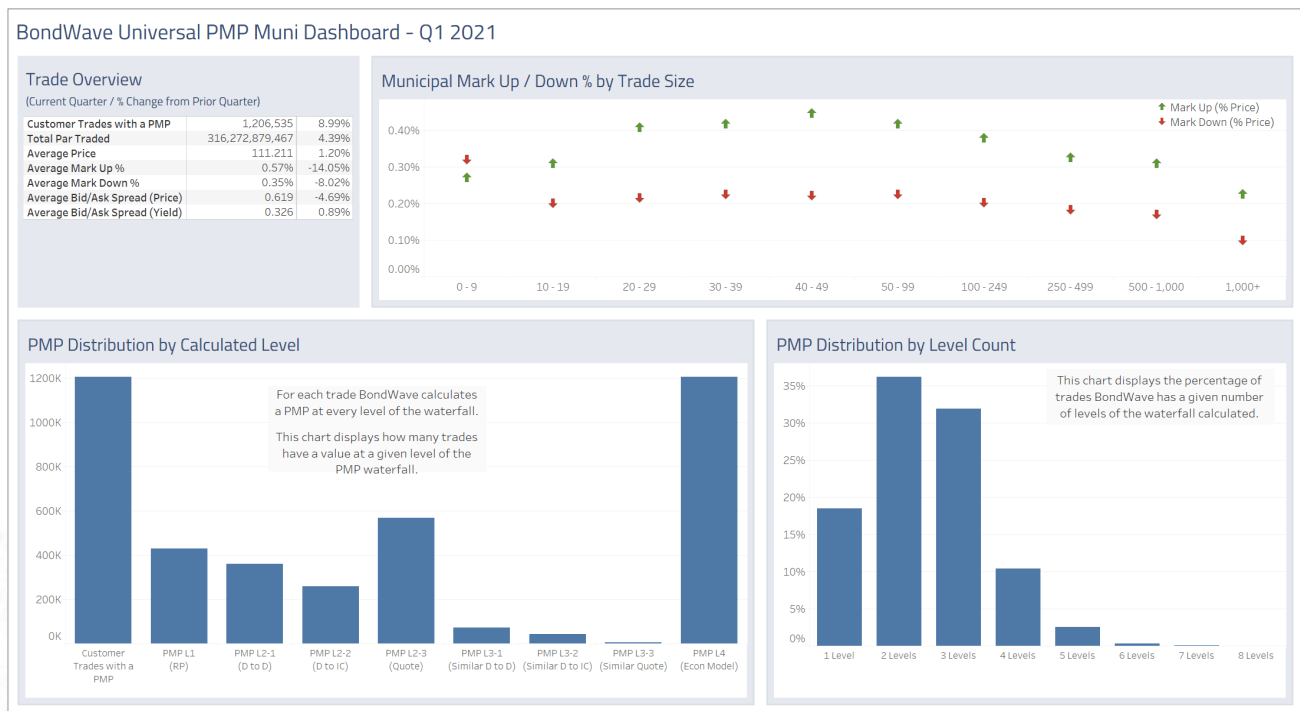 BondWave Universal PMP Muni Dashboard - Q1 2021
Trade Overview
(Current Quarter / % Change from Prior Quarter)
Customer Trades with a PMP 1,206,535 8.99%
Total Par Traded 316,272,879,467 4.39%
Average Price 111.211 1.20%
Average Mark Up % 0.57% -14.05%
Average Mark Down % 0.35% -8.02%
Average Bid/Ask Spread (Price) 0.619 -4.69%
Average Bid/Ask Spread (Yield) 0.326 0.89%
Municipal Mark Up / Down % by Trade Size
Mark Up (% Price)
Mark Down (% Price)
0.40%
0.30%
0.20%
0.10%
0.00%
0 - 9 10 - 19 20 - 29 30 - 39 40 - 49 50 - 99 100 - 249 250 - 499 500 - 1,000 1,000+
PMP Distribution by Calculated Level
For each trade BondWave calculates
a PMP at every level of the waterfall.
This chart displays how many trades
have a value at a given level of the
PMP waterfall.
1200K
1000K
800K
600K
400K
200K
0K
Customer PMP L1 PMP L2-1 PMP L2-2 PMP L2-3 PMP L3-1 PMP L3-2 PMP L3-3 PMP L4
Trades with a (RP) (D to D) (D to IC) (Quote) (Similar D to D) (Similar D to IC) (Similar Quote) (Econ Model)
PMP
PMP Distribution by Level Count
This chart displays the percentage of
trades BondWave has a given number
of levels of the waterfall calculated.
35%
30%
25%
20%
15%
10%
5%
0%
1 Level 2 Levels 3 Levels 4 Levels 5 Levels 6 Levels 7 Levels 8 Levels